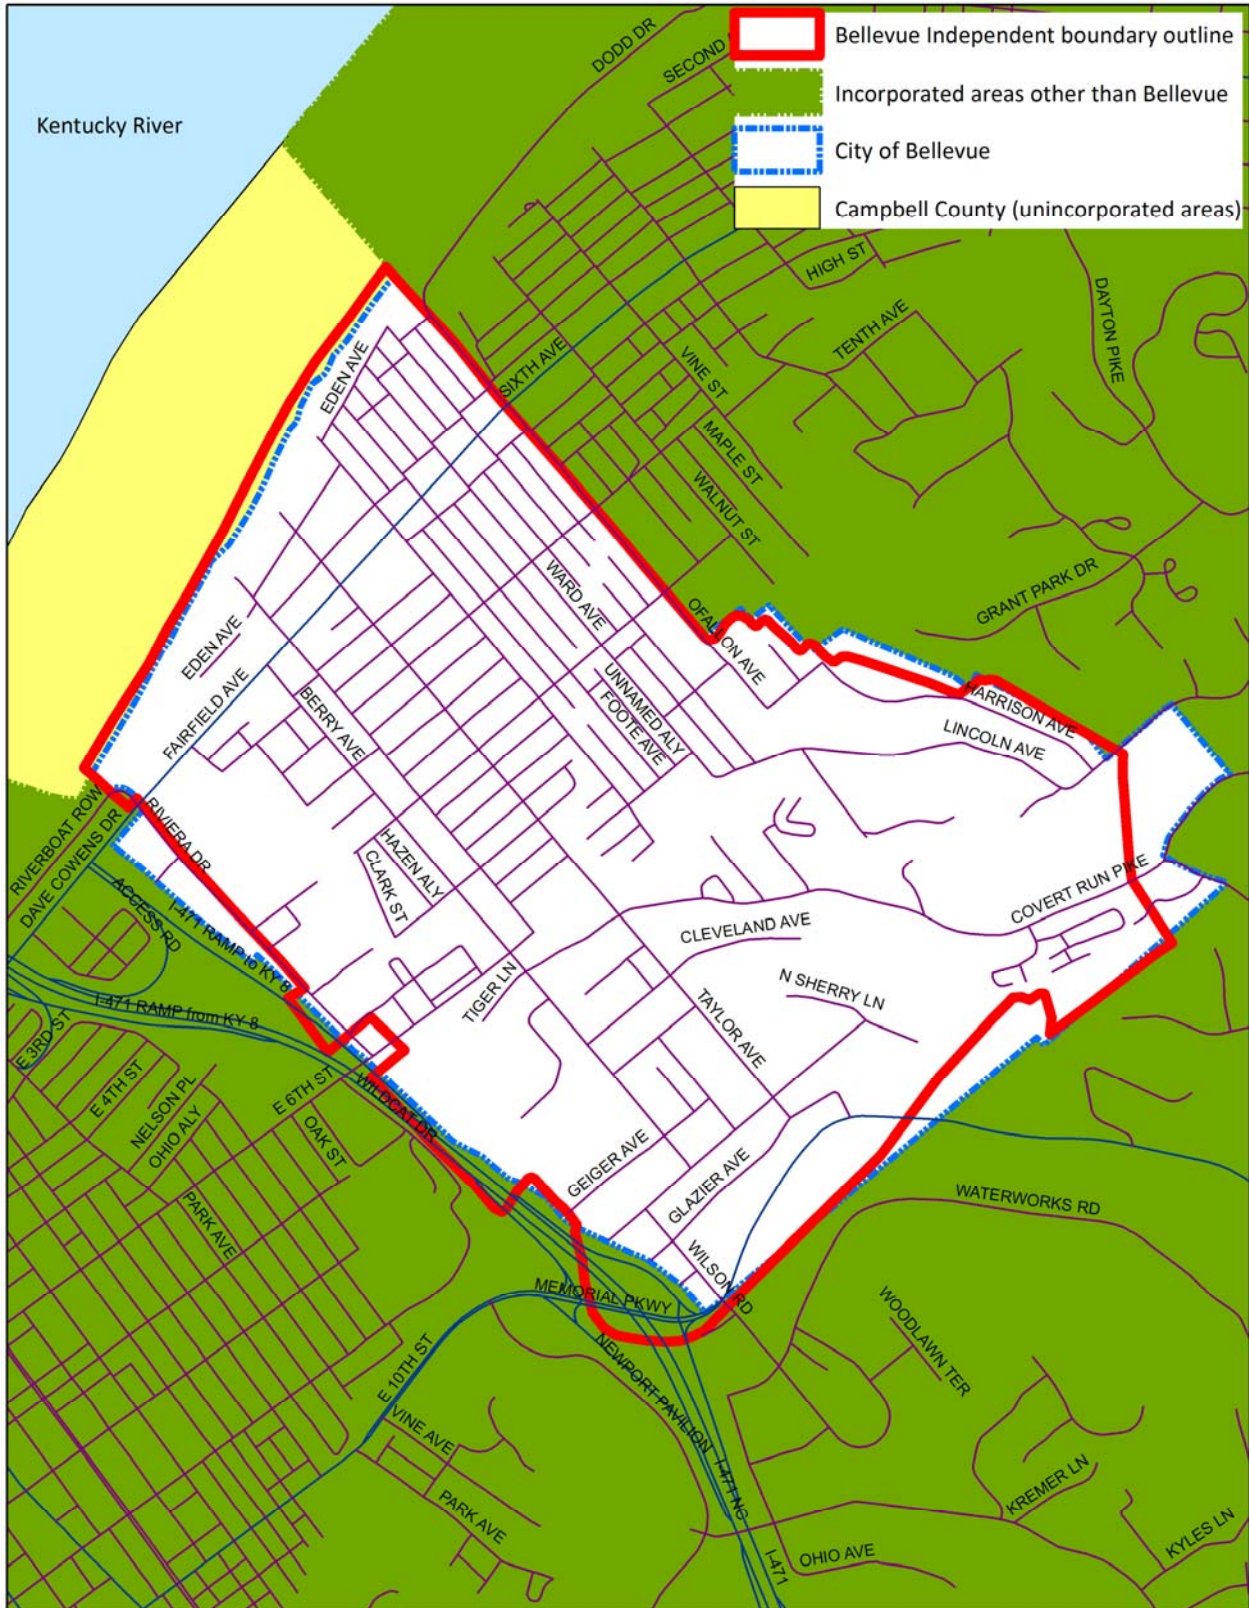 Bellevue Independent boundary outline
Incorporated areas other than Bellevue
City of Bellevue
Campbell County (unincorporated areas)
Kentucky River
DODD DR
SECOND
HIGH ST
DAYTON PIKE
TENTH AVE
EDEN AVE
SIXTH AVE
VINE ST
MAPLE ST
WALNUT ST
WARD AVE
GRANT PARK DR
OFALLON AVE
EDEN AVE
FAIRFIELD AVE
BERRY AVE
UNNAMED ALY
FOOTE AVE
HARRISON AVE
LINCOLN AVE
RIVERBOAT ROW
DAVE COWENS DR
RIVIERA DR
HAZEN ALY
CLARK ST
ACCESS RD
I-471 RAMP to KY 8
I-471 RAMP from KY 8
COVERT RUN PIKE
CLEVELAND AVE
TIGER LN
N SHERRY LN
TAYLOR AVE
E 3RD ST
E 4TH ST
NELSON PL
OHIO ALY
E 6TH ST
OAK ST
WILDCAT DR
PARK AVE
GEIGER AVE
GLAZIER AVE
WATERWORKS RD
WILSON RD
MEMORIAL PKWY
WOODLAWN TER
NEWPORT PAVILION
E 10TH ST
VINE AVE
PARK AVE
I-471 NG
I-471
OHIO AVE
KREMER LN
KYLES LN